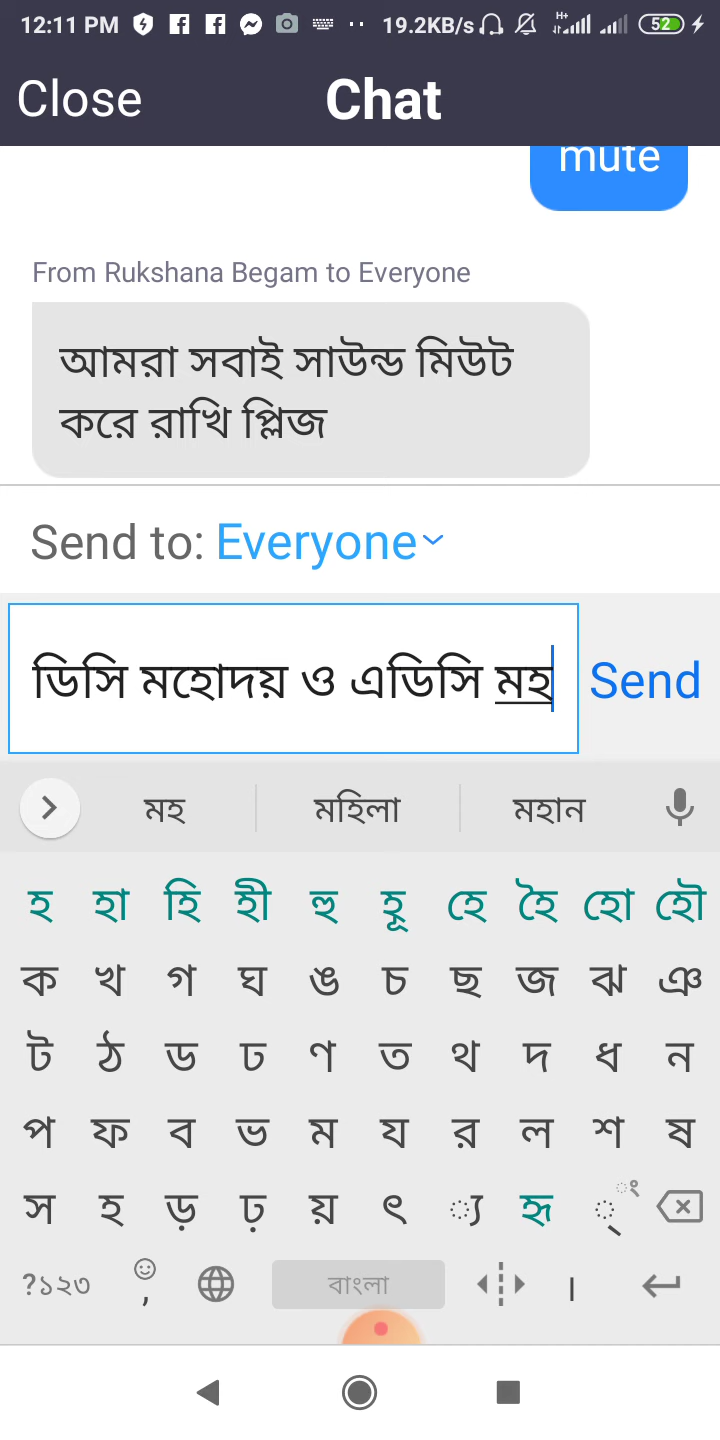 12:11 PM 19.2KB/s H+ 52
Close Chat
mute
From Rukshana Begam to Everyone
আমরা সবাই সাউন্ড মিউট
করে রাখি প্লিজ
Send to: Everyone
ডিসি মহোদয় ও এডিসি মহ Send
মহ মহিলা মহান
হ হা হি হী হু হূ হে হৈ হো হৌ
ক খ গ ঘ ঙ চ ছ জ ঝ ঞ
ট ঠ ড ঢ ণ ত থ দ ধ ন
প ফ ব ভ ম য র ল শ ষ
স হ ড় ঢ় য় ৎ ্য হৃ ্ ং
?১২৩ , বাংলা ।